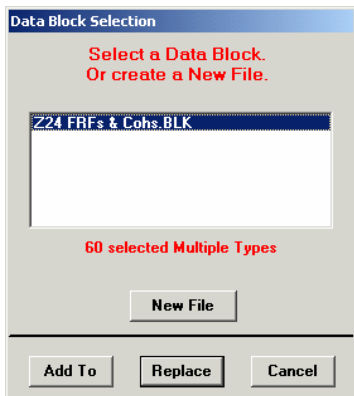 Data Block Selection
Select a Data Block.
Or create a New File.
Z24 FRFs & Cohs.BLK
60 selected Multiple Types
New File
Add To Replace Cancel